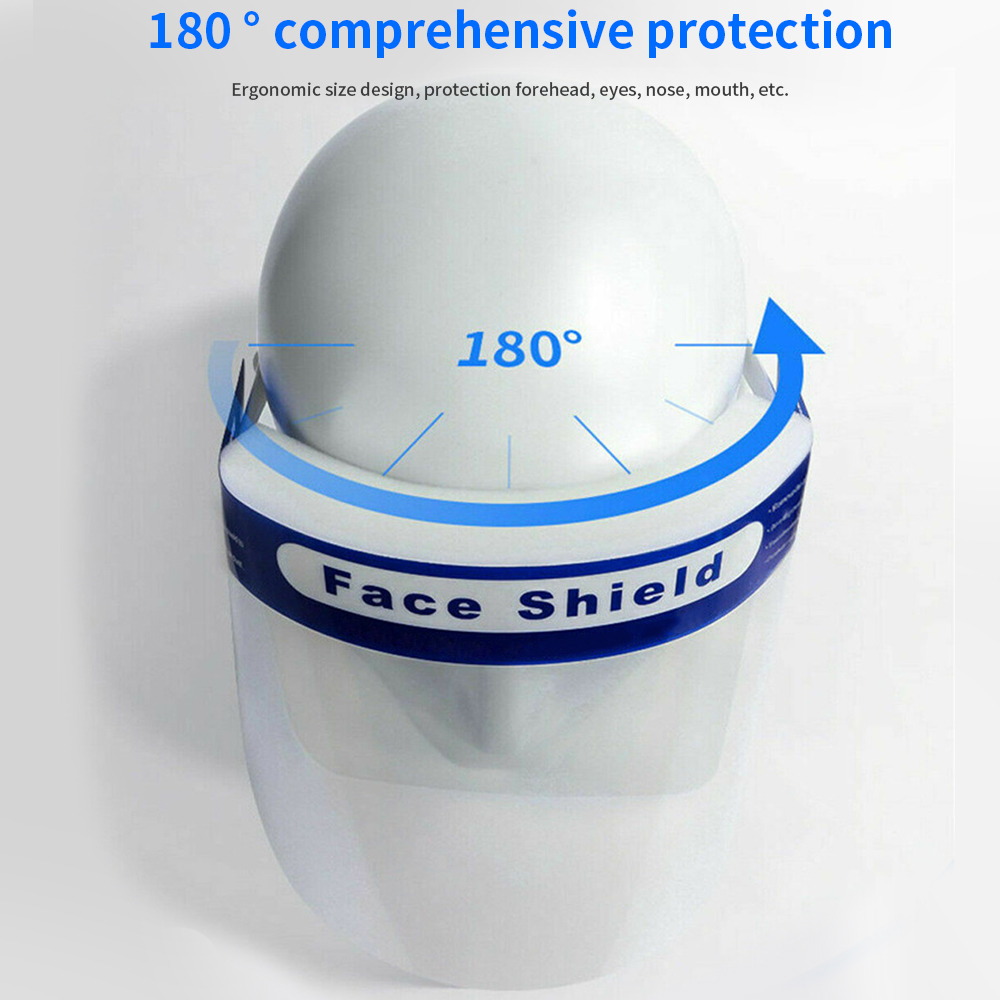 180 ° comprehensive protection
Ergonomic size design, protection forehead, eyes, nose, mouth, etc.
180°
Face Shield